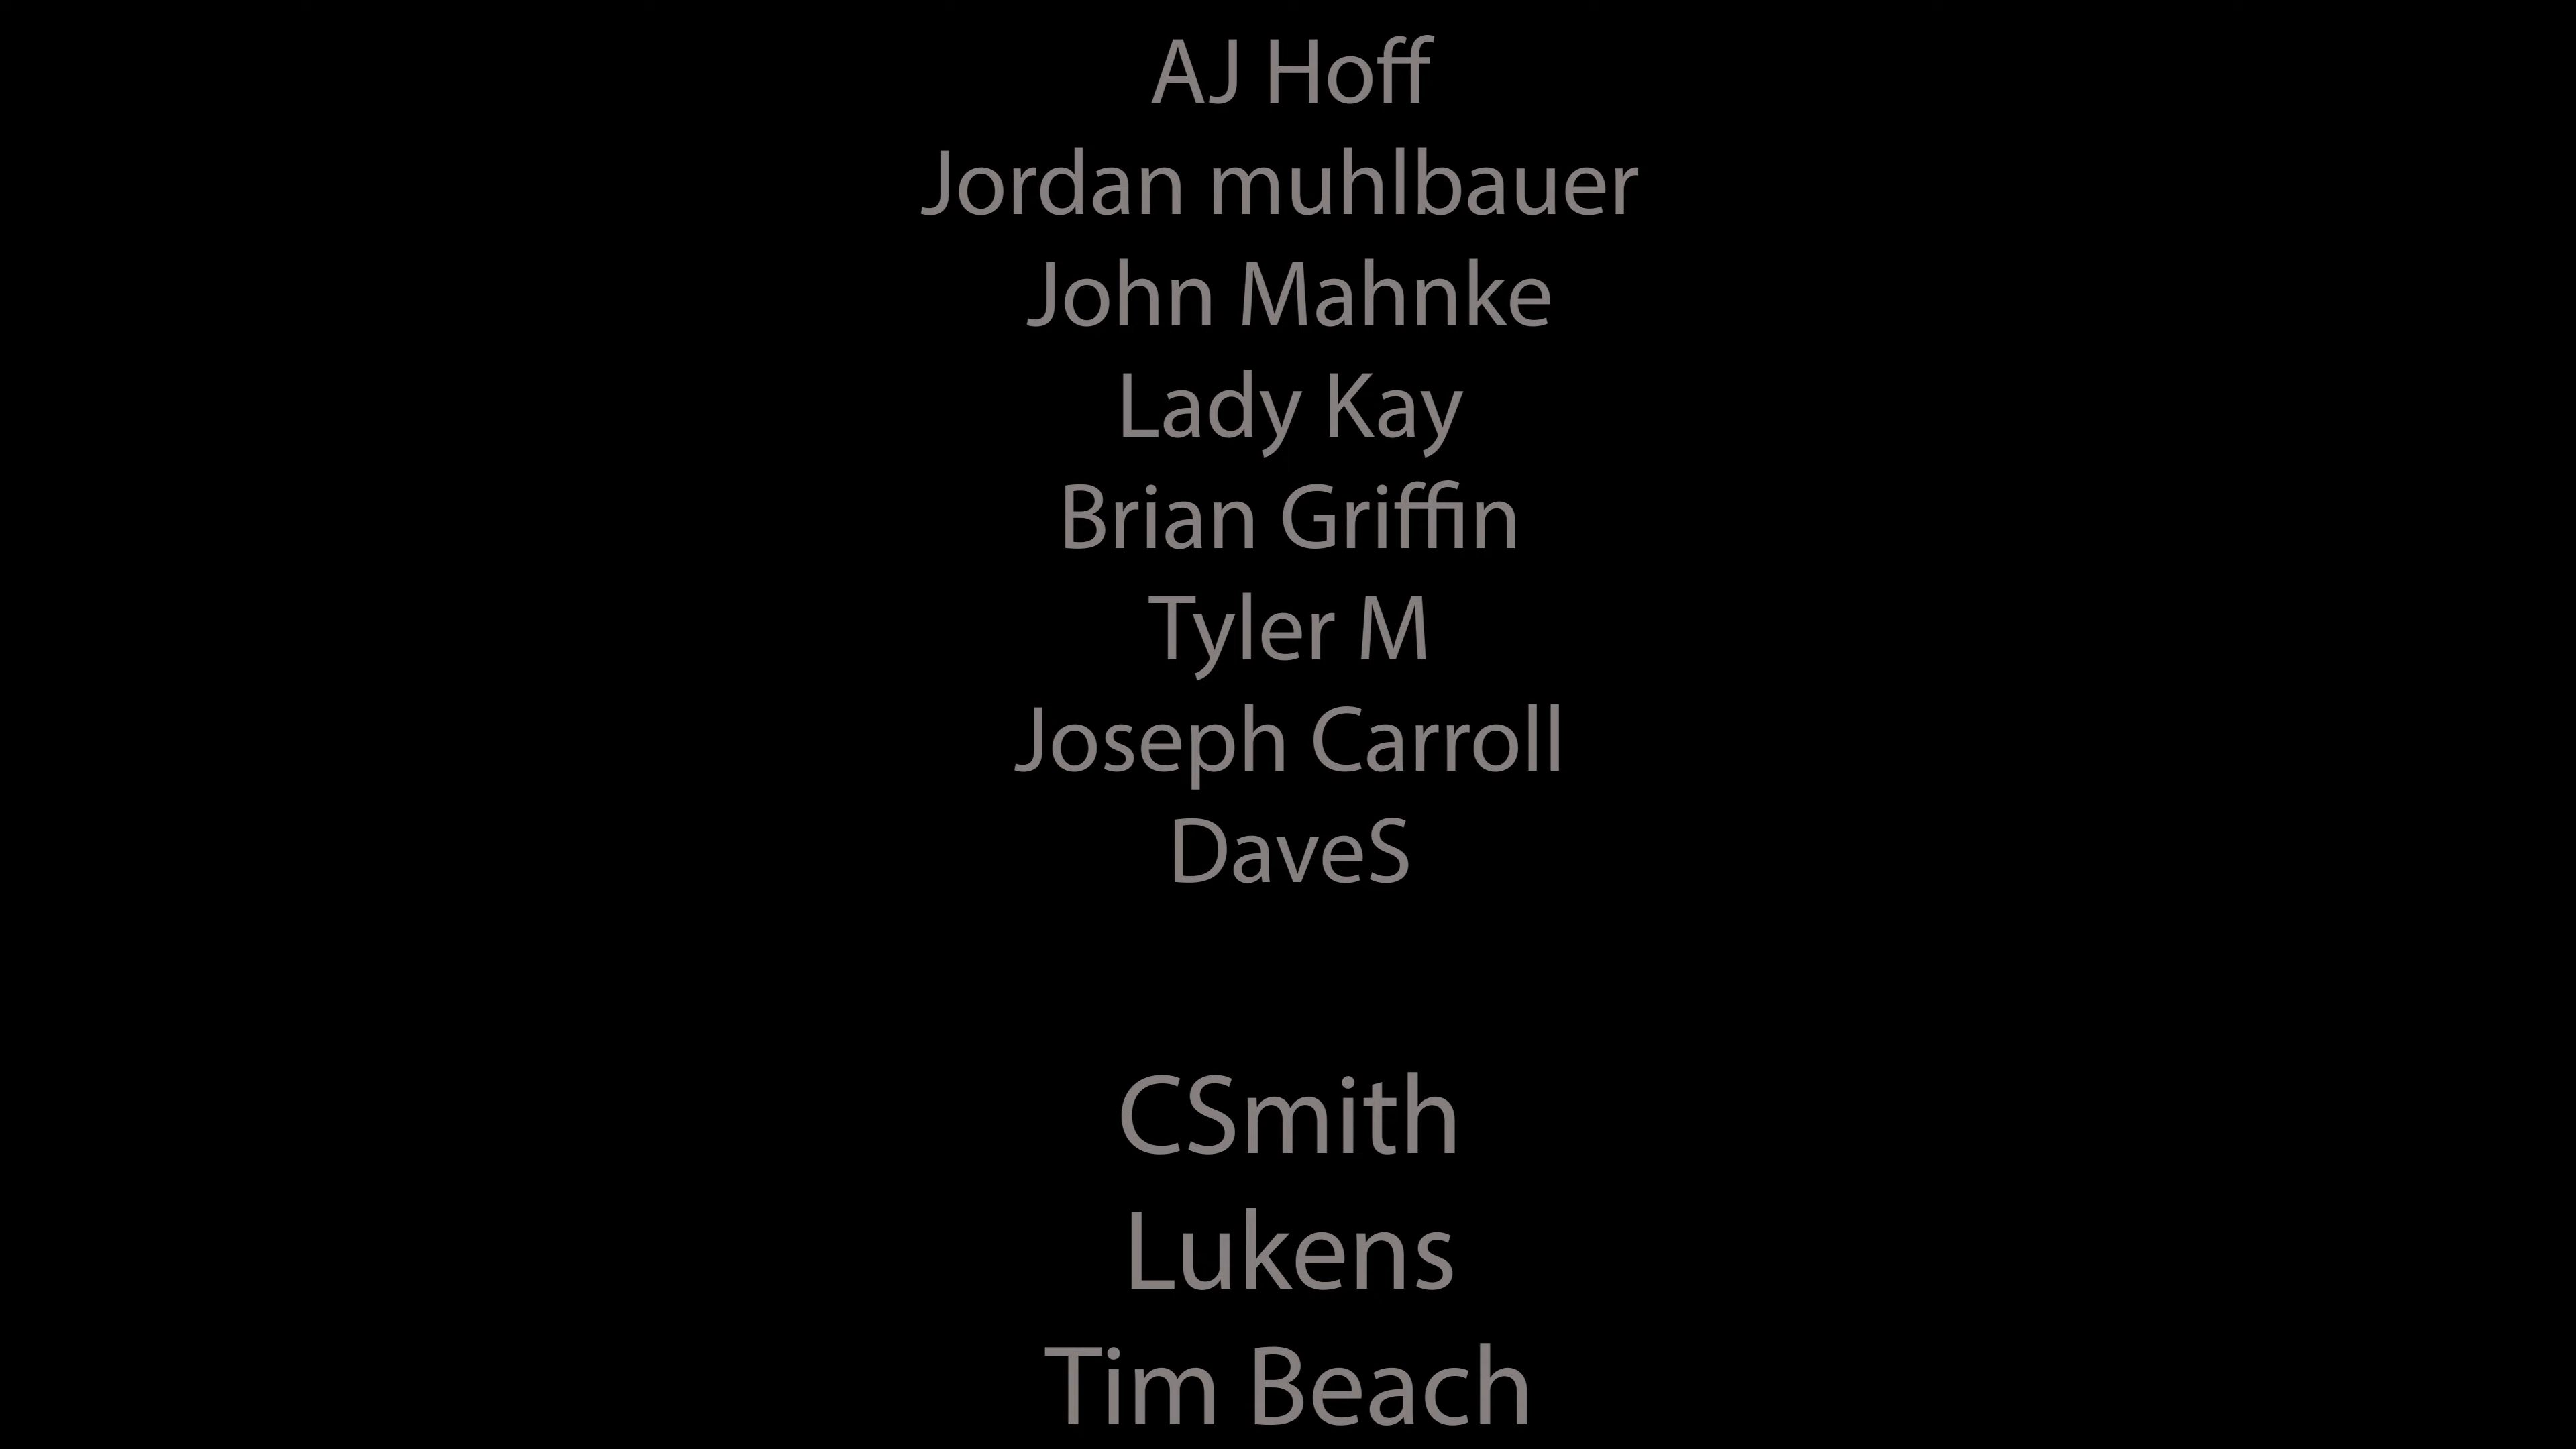 AJ Hoff
Jordan muhlbauer
John Mahnke
Lady Kay
Brian Griffin
Tyler M
Joseph Carroll
DaveS
CSmith
Lukens
Tim Beach